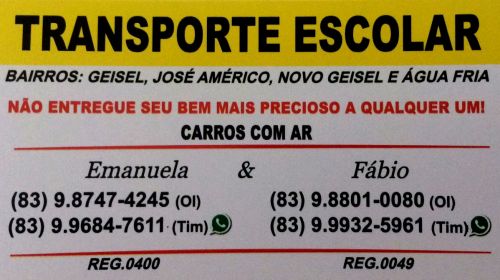 TRANSPORTE ESCOLAR
BAIRROS: GEISEL, JOSÉ AMÉRICO, NOVO GEISEL E ÁGUA FRIA
NÃO ENTREGUE SEU BEM MAIS PRECIOSO A QUALQUER UM!
CARROS COM AR
Emanuela & Fábio
(83) 9.8747-4245 (OI) (83) 9.8801-0080 (OI)
(83) 9.9684-7611 (Tim) (83) 9.9932-5961 (Tim)
REG.0400 REG.0049